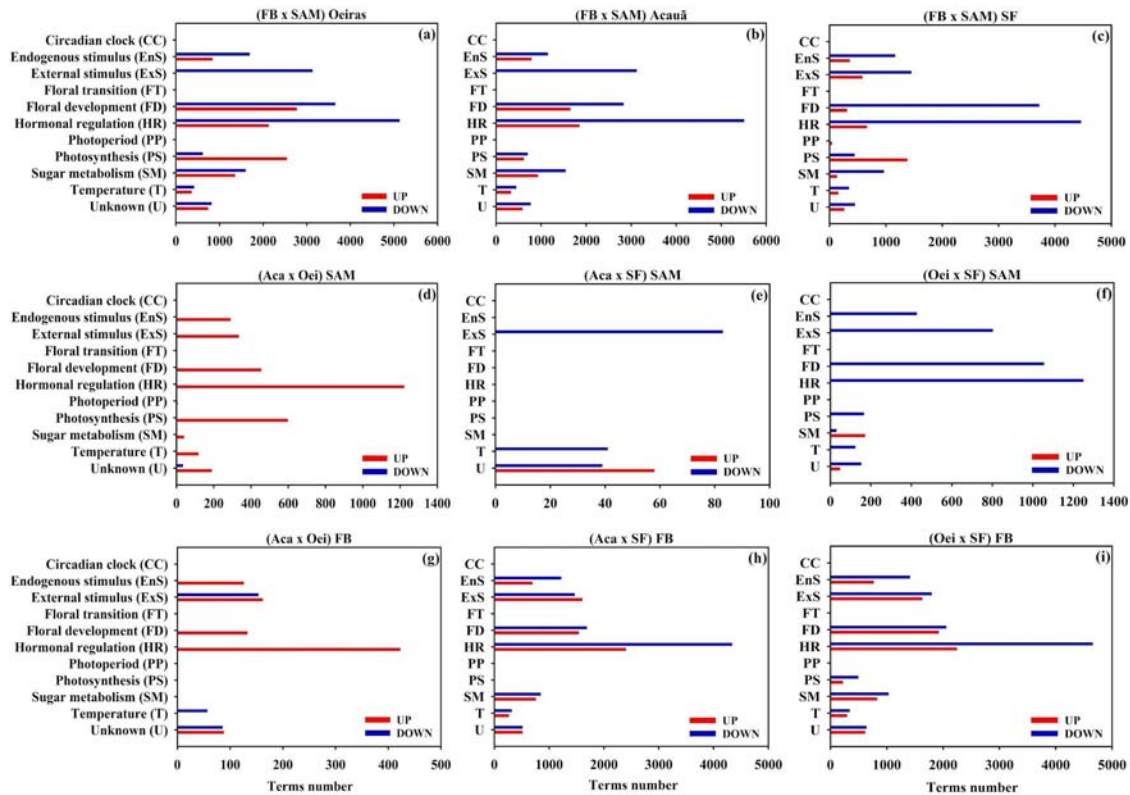 (FB x SAM) Oeiras
(a)
Circadian clock (CC)
Endogenous stimulus (EnS)
External stimulus (ExS)
Floral transition (FT)
Floral development (FD)
Hormonal regulation (HR)
Photoperiod (PP)
Photosynthesis (PS)
Sugar metabolism (SM)
Temperature (T)
Unknown (U)
UP
DOWN
0 1000 2000 3000 4000 5000 6000
(FB x SAM) Acauã
(b)
CC
EnS
ExS
FT
FD
HR
PP
PS
SM
T
U
UP
DOWN
0 1000 2000 3000 4000 5000 6000
(FB x SAM) SF
(c)
CC
EnS
ExS
FT
FD
HR
PP
PS
SM
T
U
UP
DOWN
0 1000 2000 3000 4000 5000
(Aca x Oei) SAM
(d)
Circadian clock (CC)
Endogenous stimulus (EnS)
External stimulus (ExS)
Floral transition (FT)
Floral development (FD)
Hormonal regulation (HR)
Photoperiod (PP)
Photosynthesis (PS)
Sugar metabolism (SM)
Temperature (T)
Unknown (U)
UP
DOWN
0 200 400 600 800 1000 1200 1400
(Aca x SF) SAM
(e)
CC
EnS
ExS
FT
FD
HR
PP
PS
SM
T
U
UP
DOWN
0 20 40 60 80 100
(Oei x SF) SAM
(f)
CC
EnS
ExS
FT
FD
HR
PP
PS
SM
T
U
UP
DOWN
0 200 400 600 800 1000 1200 1400
(Aca x Oei) FB
(g)
Circadian clock (CC)
Endogenous stimulus (EnS)
External stimulus (ExS)
Floral transition (FT)
Floral development (FD)
Hormonal regulation (HR)
Photoperiod (PP)
Photosynthesis (PS)
Sugar metabolism (SM)
Temperature (T)
Unknown (U)
UP
DOWN
0 100 200 300 400 500
Terms number
(Aca x SF) FB
(h)
CC
EnS
ExS
FT
FD
HR
PP
PS
SM
T
U
UP
DOWN
0 1000 2000 3000 4000 5000
Terms number
(Oei x SF) FB
(i)
CC
EnS
ExS
FT
FD
HR
PP
PS
SM
T
U
UP
DOWN
0 1000 2000 3000 4000 5000
Terms number